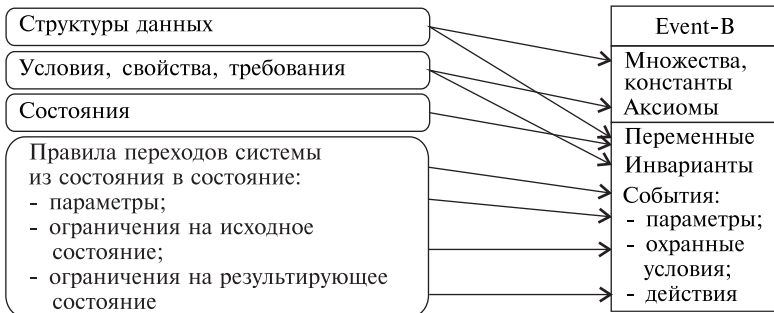 Структуры данных
Условия, свойства, требования
Состояния
Правила переходов системы
из состояния в состояние:
- параметры;
- ограничения на исходное
состояние;
- ограничения на результирующее
состояние
Event-B
Множества,
константы
Аксиомы
Переменные
Инварианты
События:
- параметры;
- охранные
условия;
- действия